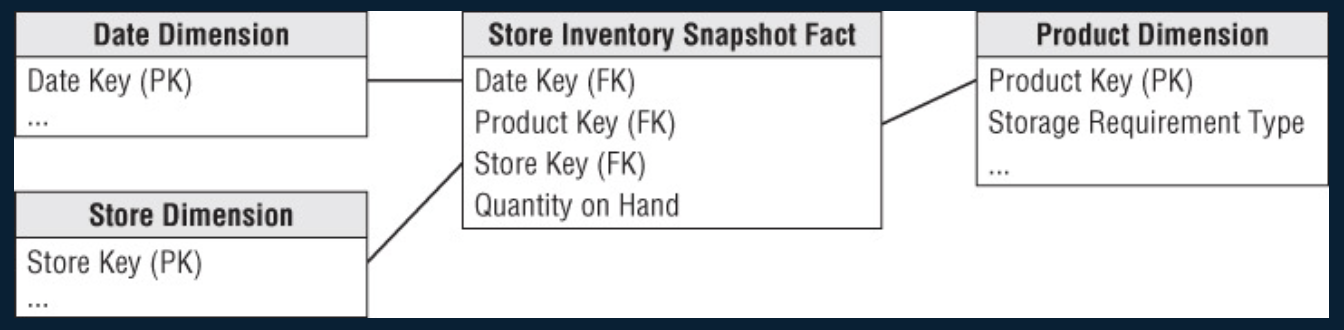 Date Dimension
Date Key (PK)
...
Store Dimension
Store Key (PK)
...
Store Inventory Snapshot Fact
Date Key (FK)
Product Key (FK)
Store Key (FK)
Quantity on Hand
Product Dimension
Product Key (PK)
Storage Requirement Type
...